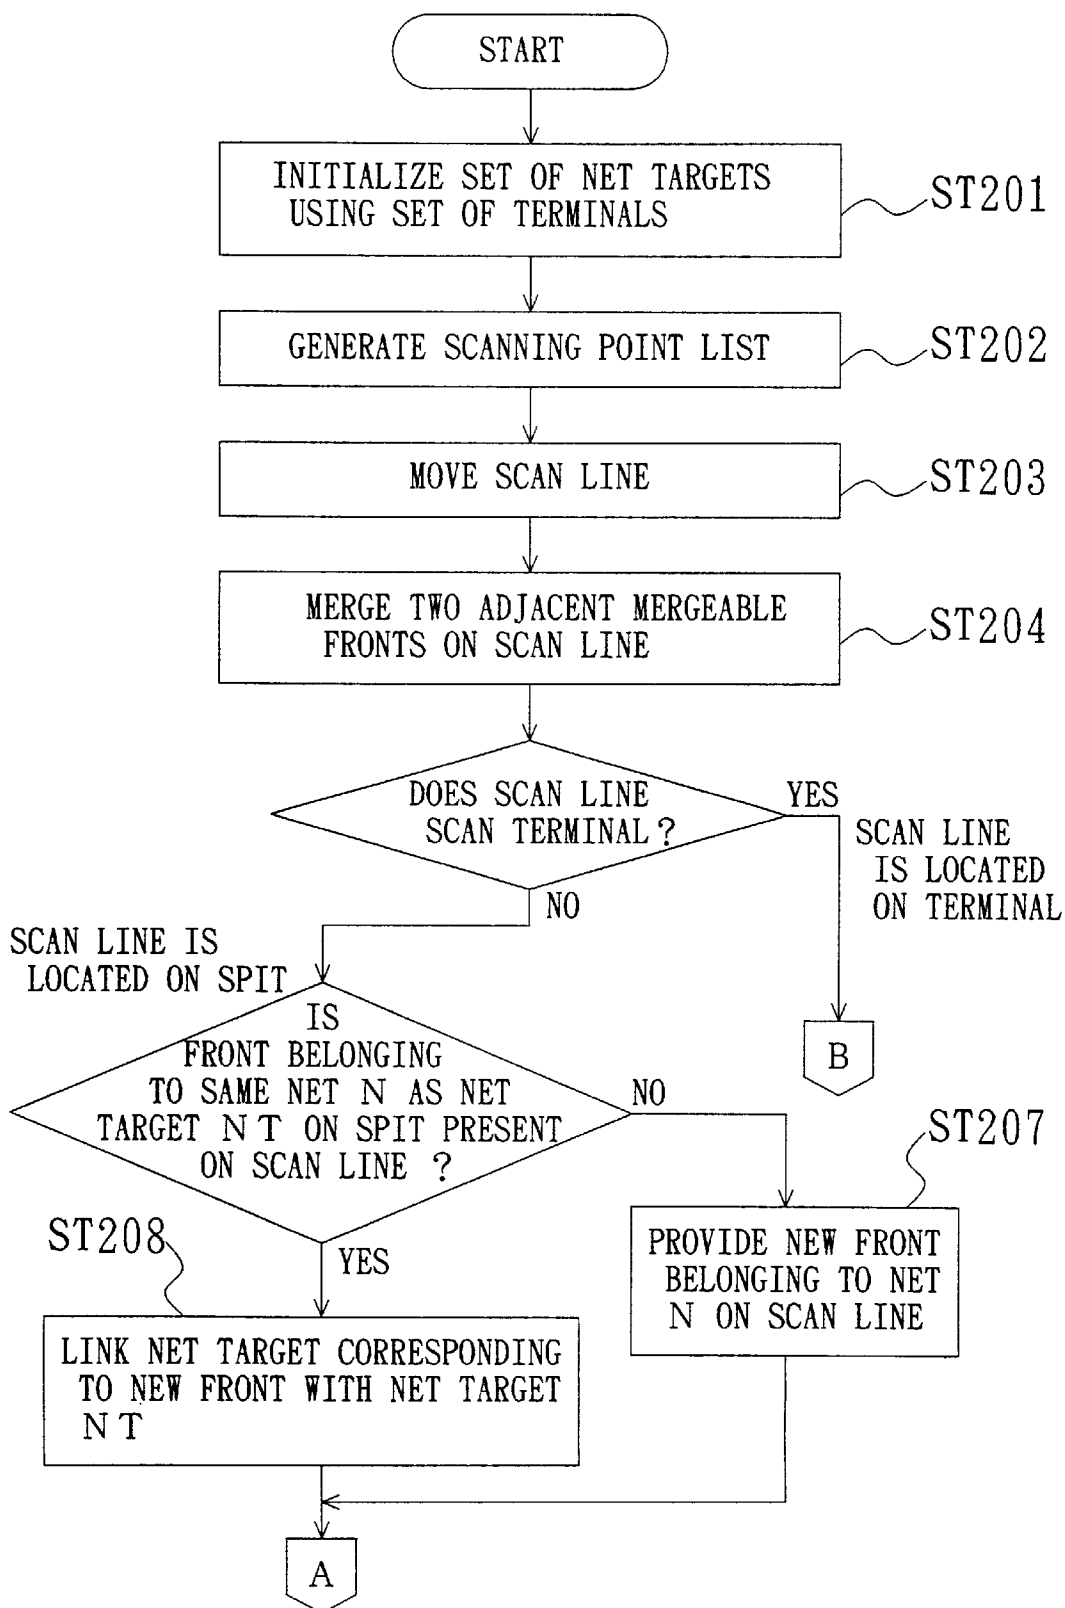 START
INITIALIZE SET OF NET TARGETS
USING SET OF TERMINALS
ST201
GENERATE SCANNING POINT LIST
ST202
MOVE SCAN LINE
ST203
MERGE TWO ADJACENT MERGEABLE
FRONTS ON SCAN LINE
ST204
DOES SCAN LINE
SCAN TERMINAL?
YES
SCAN LINE
IS LOCATED
ON TERMINAL
NO
SCAN LINE IS
LOCATED ON SPIT
B
IS
FRONT BELONGING
TO SAME NET N AS NET
TARGET NT ON SPIT PRESENT
ON SCAN LINE ?
NO
ST207
PROVIDE NEW FRONT
BELONGING TO NET
N ON SCAN LINE
YES
ST208
LINK NET TARGET CORRESPONDING
TO NEW FRONT WITH NET TARGET
NT
A